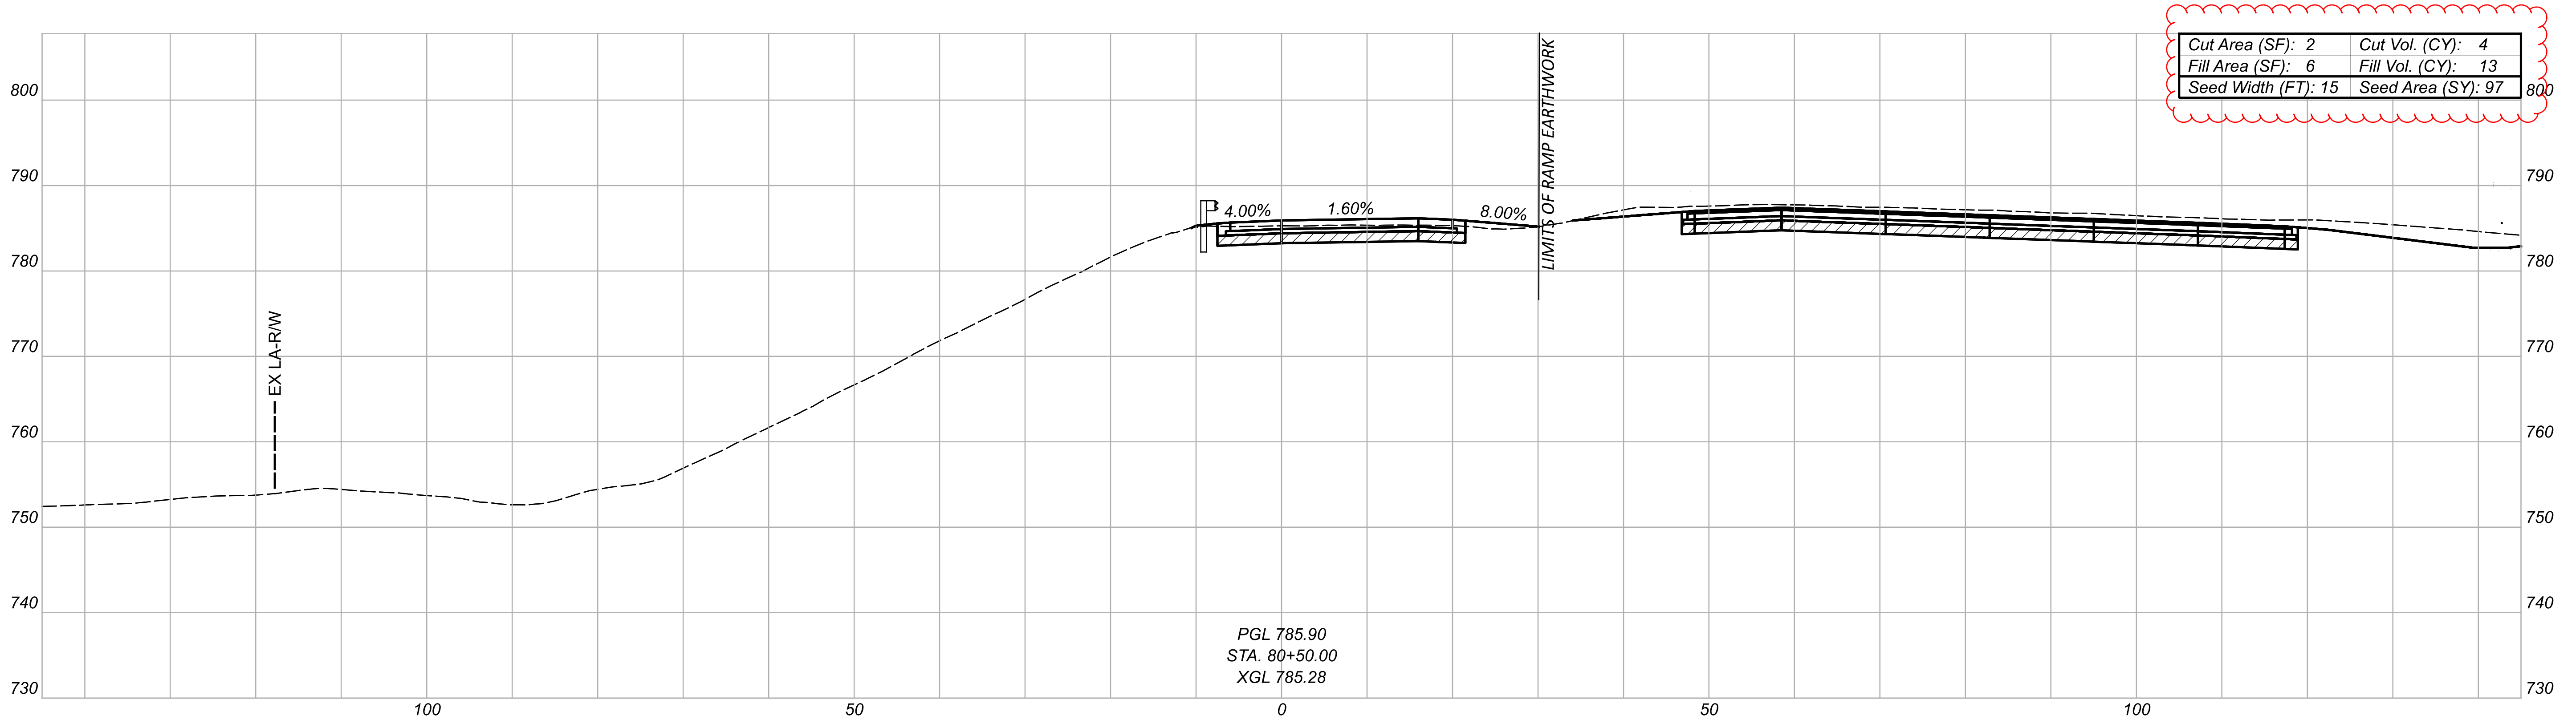 Cut Area (SF): 2 Cut Vol. (CY): 4
Fill Area (SF): 6 Fill Vol. (CY): 13
Seed Width (FT): 15 Seed Area (SY): 97
800 800
790 790
780 780
770 770
760 760
750 750
740 740
730 730
EX LA-R/W
4.00% 1.60% 8.00%
LIMITS OF RAMP EARTHWORK
PGL 785.90
STA. 80+50.00
XGL 785.28
100 50 0 50 100